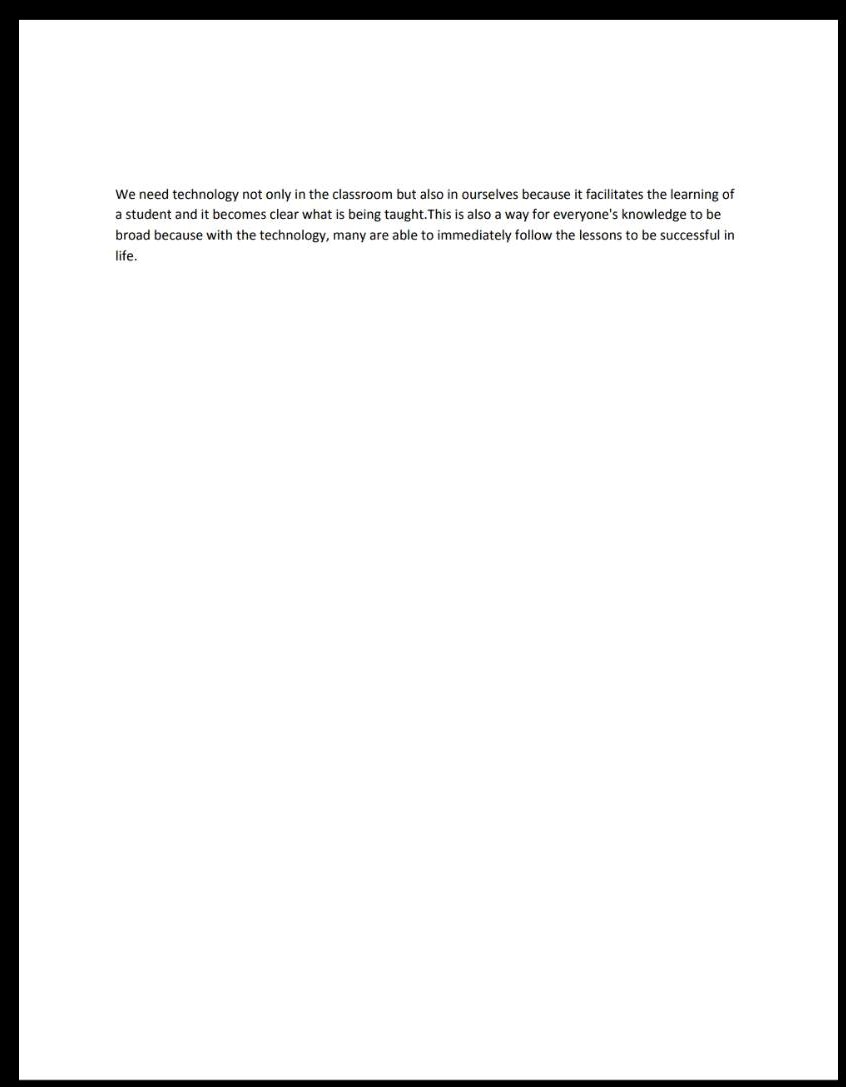 We need technology not only in the classroom but also in ourselves because it facilitates the learning of
a student and it becomes clear what is being taught.This is also a way for everyone's knowledge to be
broad because with the technology, many are able to immediately follow the lessons to be successful in
life.